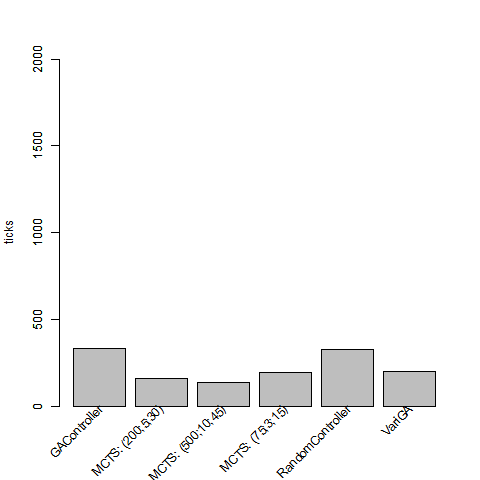 2000
1500
1000
500
0
ticks
GAController
MCTS: (200;5;30)
MCTS: (500;10;45)
MCTS: (75;3;15)
RandomController
VariGA